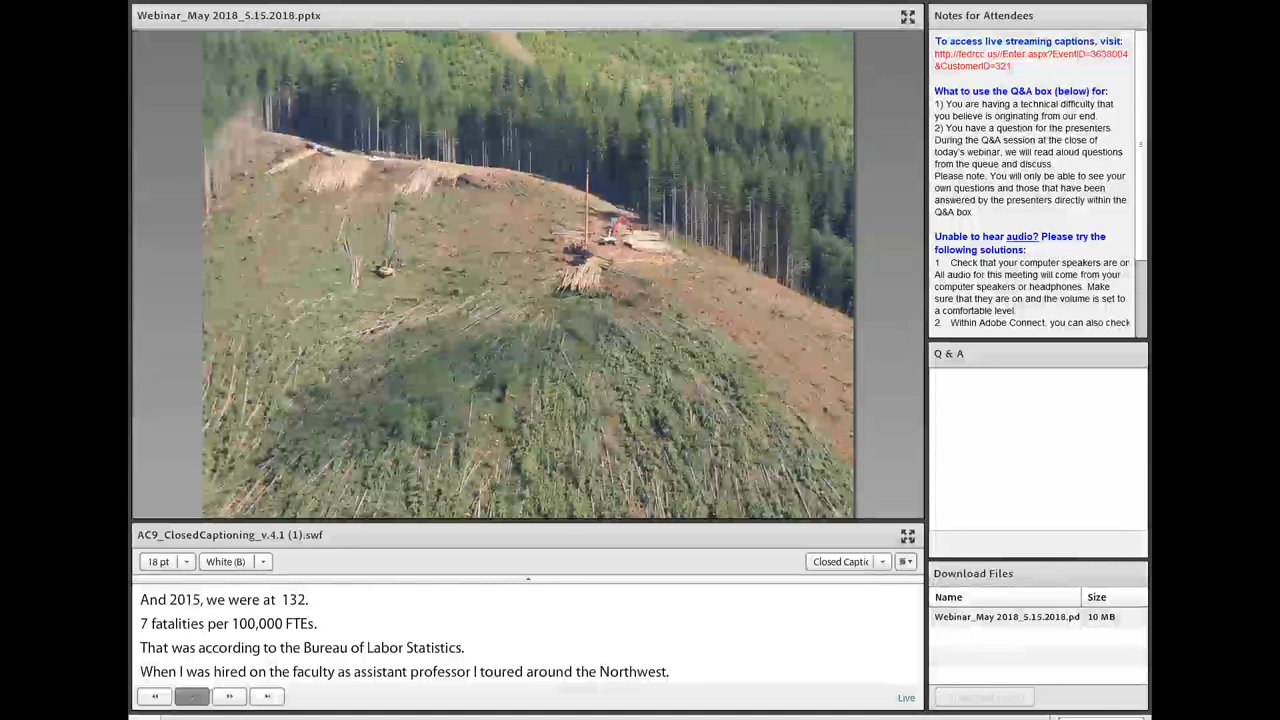 Webinar_May 2018_5.15.2018.pptx
Notes for Attendees
To access live streaming captions, visit:
http://fedrcc.us//Enter.aspx?EventID=3638004
&CustomerID=321
What to use the Q&A box (below) for:
1) You are having a technical difficulty that
you believe is originating from our end.
2) You have a question for the presenters.
During the Q&A session at the close of
today's webinar, we will read aloud questions
from the queue and discuss.
Please note. You will only be able to see your
own questions and those that have been
answered by the presenters directly within the
Q&A box.
Unable to hear audio? Please try the
following solutions:
1 Check that your computer speakers are on
All audio for this meeting will come from your
computer speakers or headphones. Make
sure that they are on and the volume is set to
a comfortable level.
2. Within Adobe Connect, you can also check
Q & A
AC9_ClosedCaptioning_v.4.1 (1).swf
18 pt
White (B)
Closed Captic
And 2015, we were at 132.
7 fatalities per 100,000 FTEs.
That was according to the Bureau of Labor Statistics.
When I was hired on the faculty as assistant professor I toured around the Northwest.
Live
Download Files
Name Size
Webinar_May 2018_5.15.2018.pd 10 MB